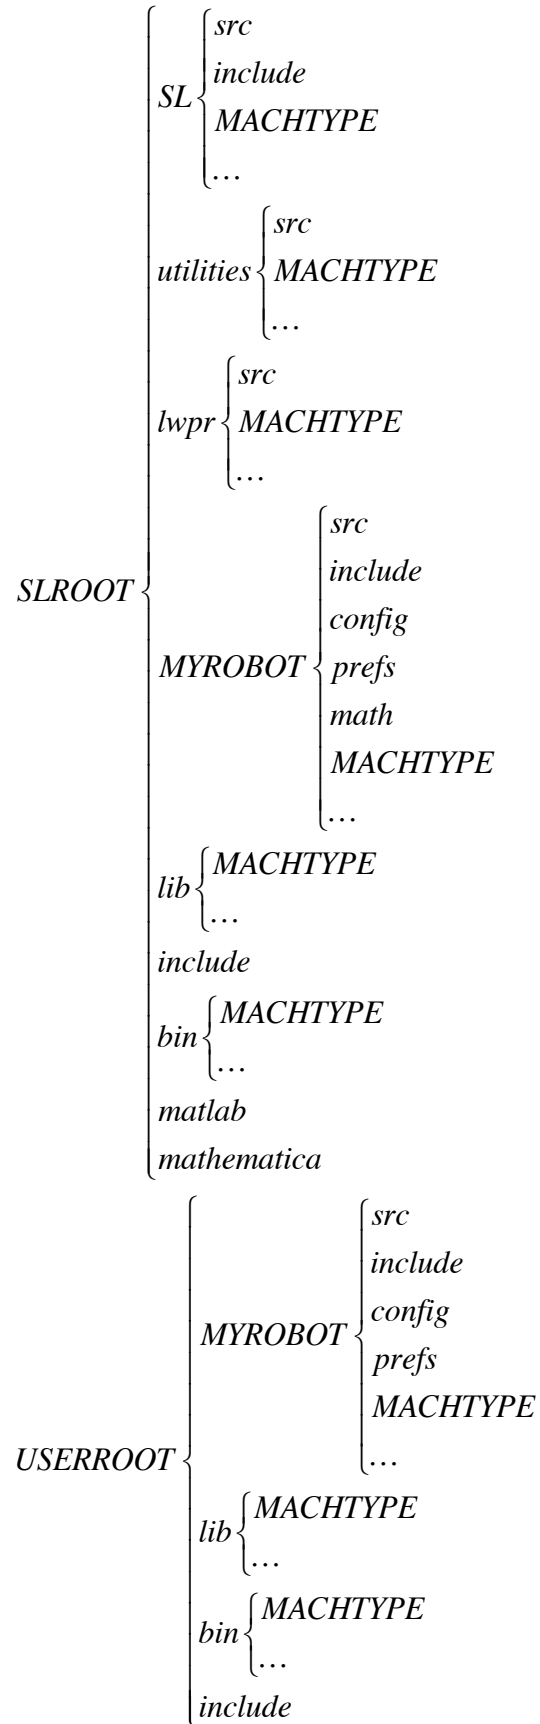 SL
src
include
MACHTYPE
…
utilities
src
MACHTYPE
…
lwpr
src
MACHTYPE
…
SLROOT
MYROBOT
src
include
config
prefs
math
MACHTYPE
…
lib
MACHTYPE
…
include
bin
MACHTYPE
…
matlab
mathematica
USERROOT
MYROBOT
src
include
config
prefs
MACHTYPE
…
lib
MACHTYPE
…
bin
MACHTYPE
…
include